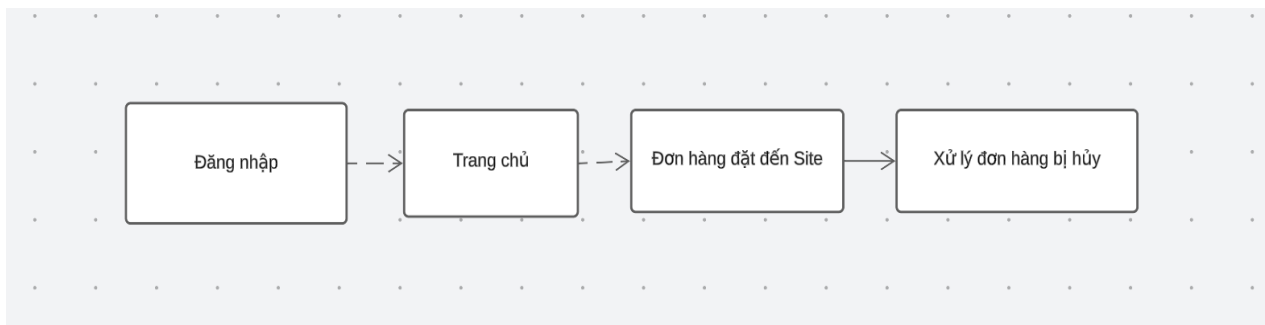 Đăng nhập
Trang chủ
Đơn hàng đặt đến Site
Xử lý đơn hàng bị hủy